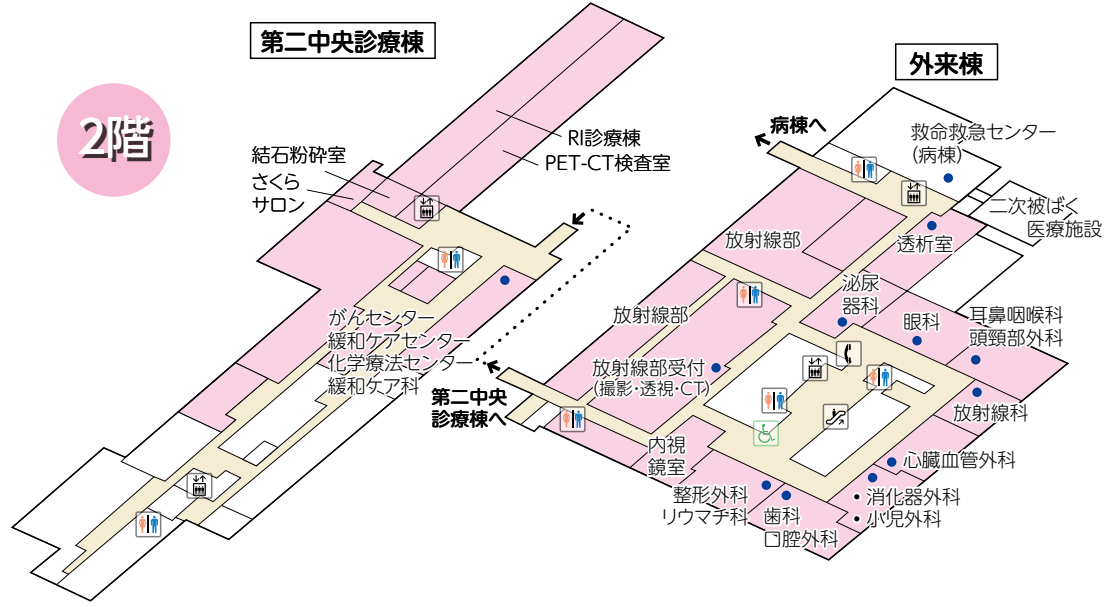 第二中央診療棟
外来棟
2階
病棟へ
救命救急センター
(病棟)
RI診療棟
PET-CT検査室
結石粉砕室
さくら
サロン
二次被ばく
医療施設
放射線部
透析室
泌尿
器科
眼科
耳鼻咽喉科
頭頸部外科
放射線部
がんセンター
緩和ケアセンター
化学療法センター
緩和ケア科
放射線部受付
(撮影・透視・CT)
第二中央
診療棟へ
放射線科
内視
鏡室
心臓血管外科
整形外科
リウマチ科
歯科
口腔外科
・消化器外科
・小児外科